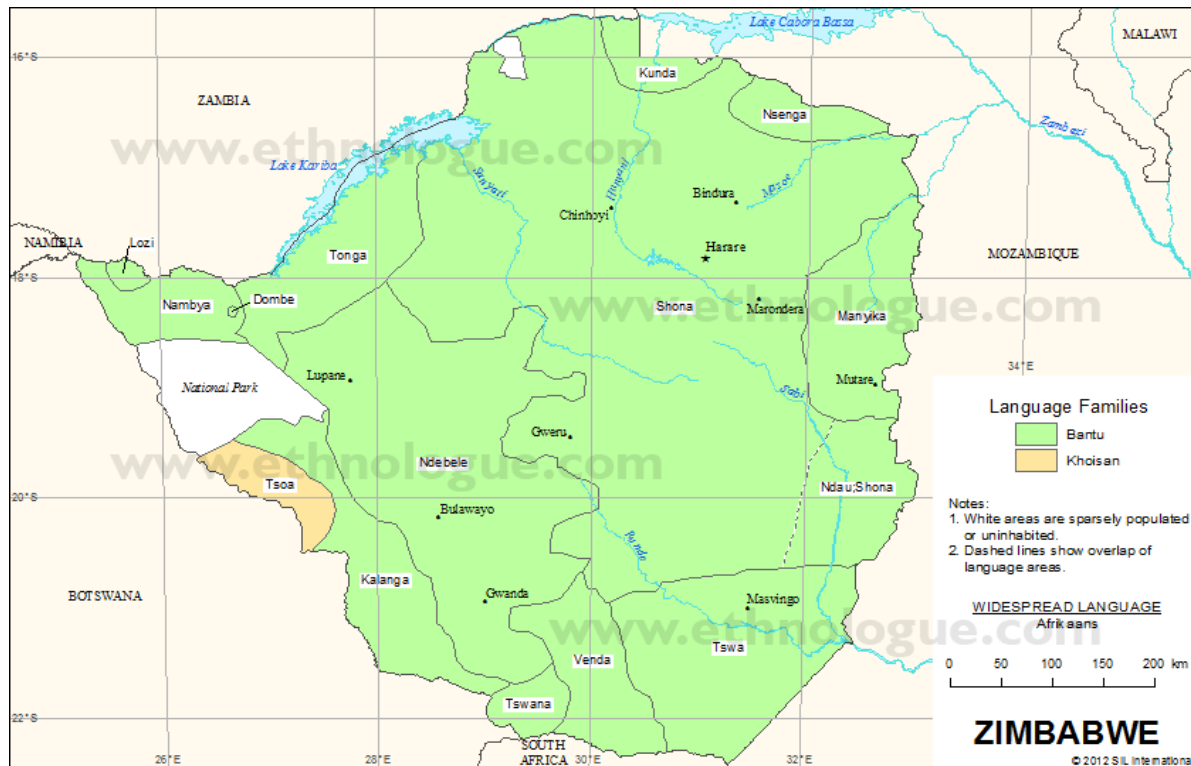 Lake Cabora Bassa
MALAWI
16°S
Kunda
ZAMBIA
Nsenga
Zambezi
www.ethnologue.com
Lake Kariba
Sanyati
Hunyani
Bindura
Mazoe
Chinhoyi
NAMIBIA
Lozi
Tonga
Harare
MOZAMBIQUE
18°S
Nambya
Dombe
Shona
www.ethnologue.com
Marondera
Manyika
34°E
Lupane
National Park
Mutare
Sabi
Gweru
www.ethnologue.com
Ndebele
Tsoa
20°S
Ndau;Shona
Bulawayo
Runde
Kalanga
BOTSWANA
Gwanda
Masvingo
www.ethnologue.com
Venda
Tswa
Tswana
22°S
SOUTH
AFRICA
26°E
28°E
30°E
32°E
Language Families
Bantu
Khoisan
Notes:
1. White areas are sparsely populated
or uninhabited.
2. Dashed lines show overlap of
language areas.
WIDESPREAD LANGUAGE
Afrikaans
0 50 100 150 200 km
ZIMBABWE
© 2012 SIL Internationa